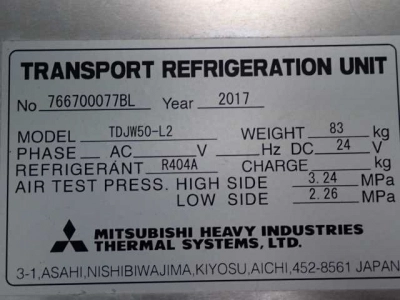 TRANSPORT REFRIGERATION UNIT
No 766700077BL Year 2017
MODEL TDJW50-L2 WEIGHT 83 kg
PHASE AC V Hz DC 24 V
REFRIGERANT R404A CHARGE kg
AIR TEST PRESS. HIGH SIDE 3.24 MPa
LOW SIDE 2.26 MPa
MITSUBISHI HEAVY INDUSTRIES
THERMAL SYSTEMS, LTD.
3-1, ASAHI, NISHIBIWAJIMA, KIYOSU, AICHI, 452-8561 JAPAN